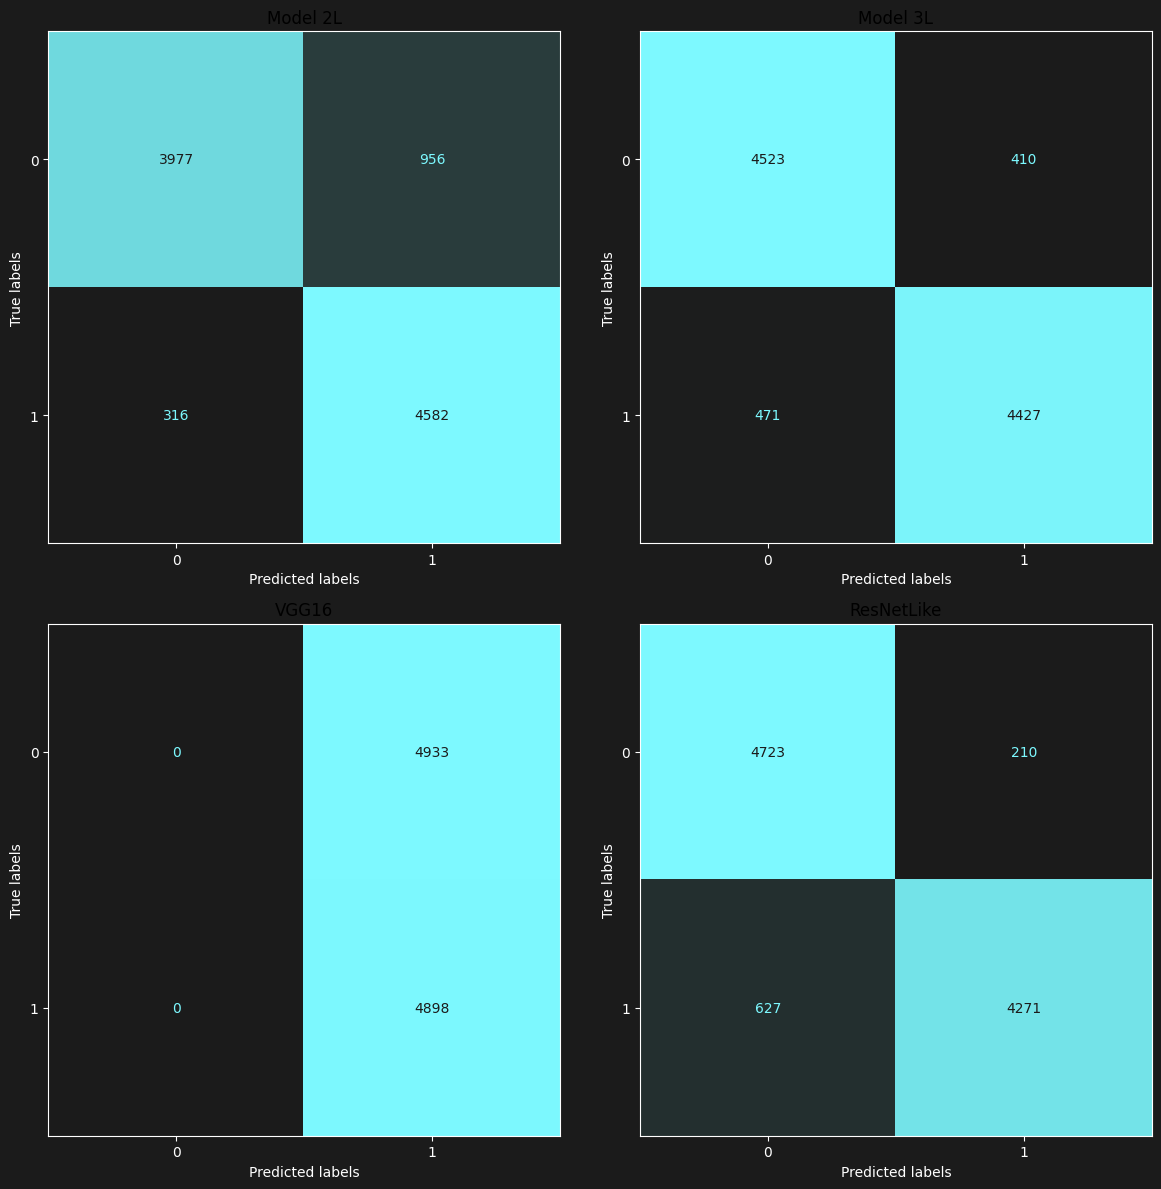 Model 2L
Model 3L
0
3977
956
0
4523
410
True labels
True labels
1
316
4582
1
471
4427
0
1
0
1
Predicted labels
Predicted labels
VGG16
ResNetLike
0
0
4933
0
4723
210
True labels
True labels
1
0
4898
1
627
4271
0
1
0
1
Predicted labels
Predicted labels